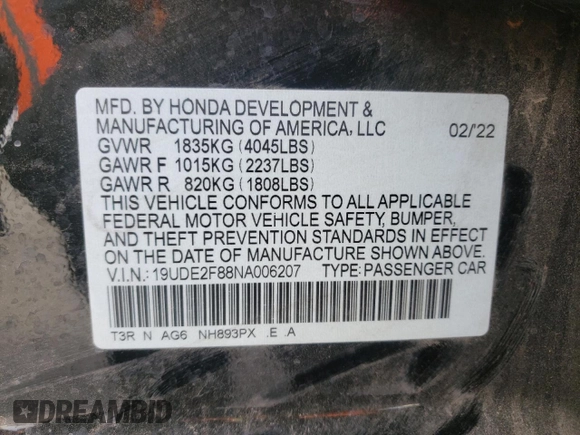 MFD. BY HONDA DEVELOPMENT &
MANUFACTURING OF AMERICA, LLC 02/'22
GVWR 1835KG (4045LBS)
GAWR F 1015KG (2237LBS)
GAWR R 820KG (1808LBS)
THIS VEHICLE CONFORMS TO ALL APPLICABLE
FEDERAL MOTOR VEHICLE SAFETY, BUMPER,
AND THEFT PREVENTION STANDARDS IN EFFECT
ON THE DATE OF MANUFACTURE SHOWN ABOVE.
V.I.N.: 19UDE2F88NA006207 TYPE: PASSENGER CAR
T3R N AG6 NH893PX .E .A
DREAMBID